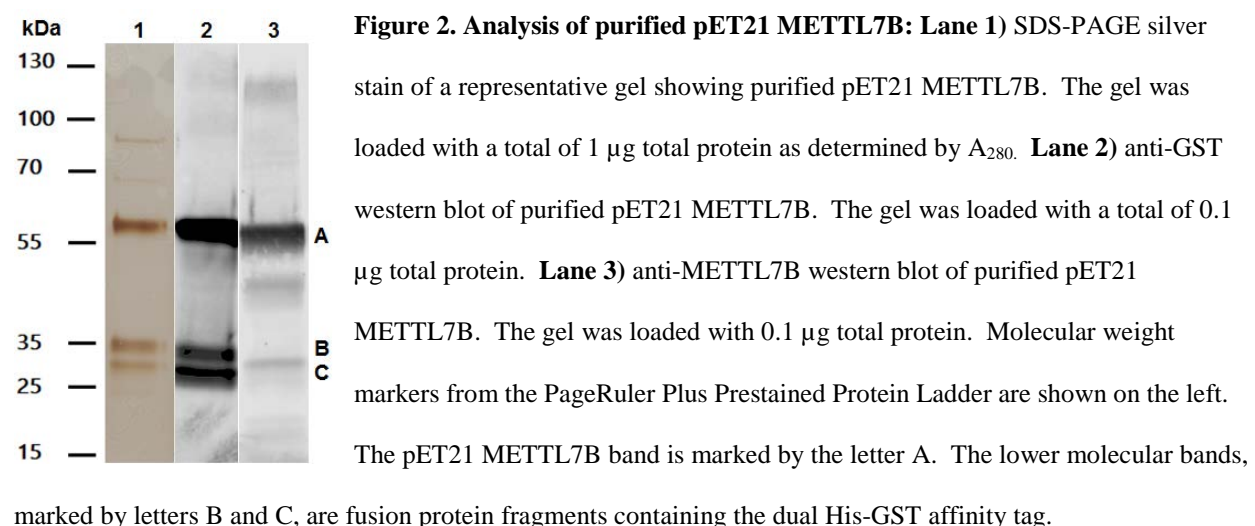 kDa 1 2 3
130
100
70
55
35
25
15
A
B
C
Figure 2. Analysis of purified pET21 METTL7B: Lane 1) SDS-PAGE silver
stain of a representative gel showing purified pET21 METTL7B. The gel was
loaded with a total of 1 µg total protein as determined by A280. Lane 2) anti-GST
western blot of purified pET21 METTL7B. The gel was loaded with a total of 0.1
µg total protein. Lane 3) anti-METTL7B western blot of purified pET21
METTL7B. The gel was loaded with 0.1 µg total protein. Molecular weight
markers from the PageRuler Plus Prestained Protein Ladder are shown on the left.
The pET21 METTL7B band is marked by the letter A. The lower molecular bands,
marked by letters B and C, are fusion protein fragments containing the dual His-GST affinity tag.